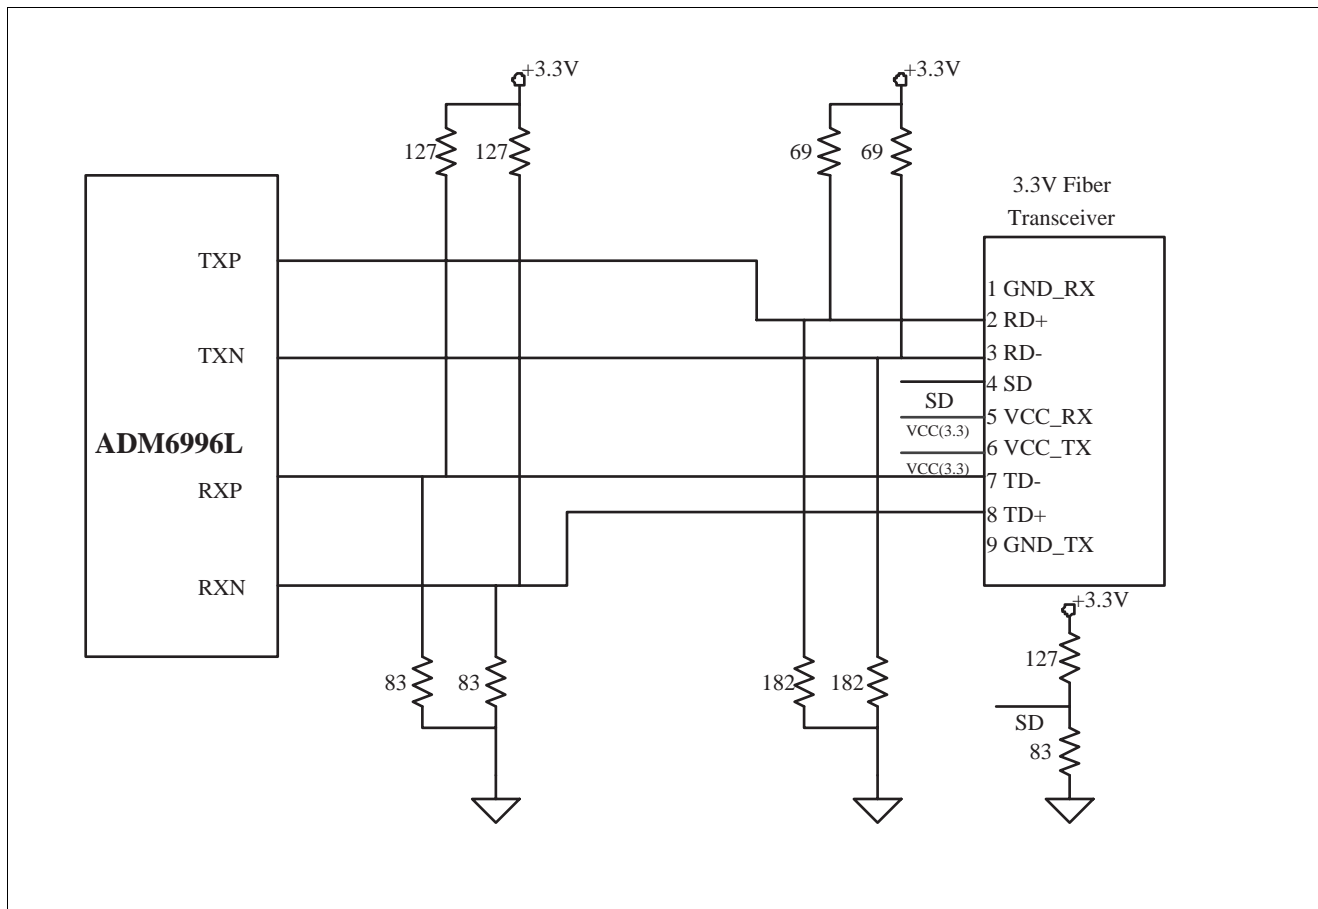 +3.3V
+3.3V
127
127
69
69
3.3V Fiber
Transceiver
TXP
TXN
ADM6996L
RXP
RXN
1 GND_RX
2 RD+
3 RD-
4 SD
SD
5 VCC_RX
VCC(3.3)
6 VCC_TX
VCC(3.3)
7 TD-
8 TD+
9 GND_TX
+3.3V
127
83
83
182
182
SD
83